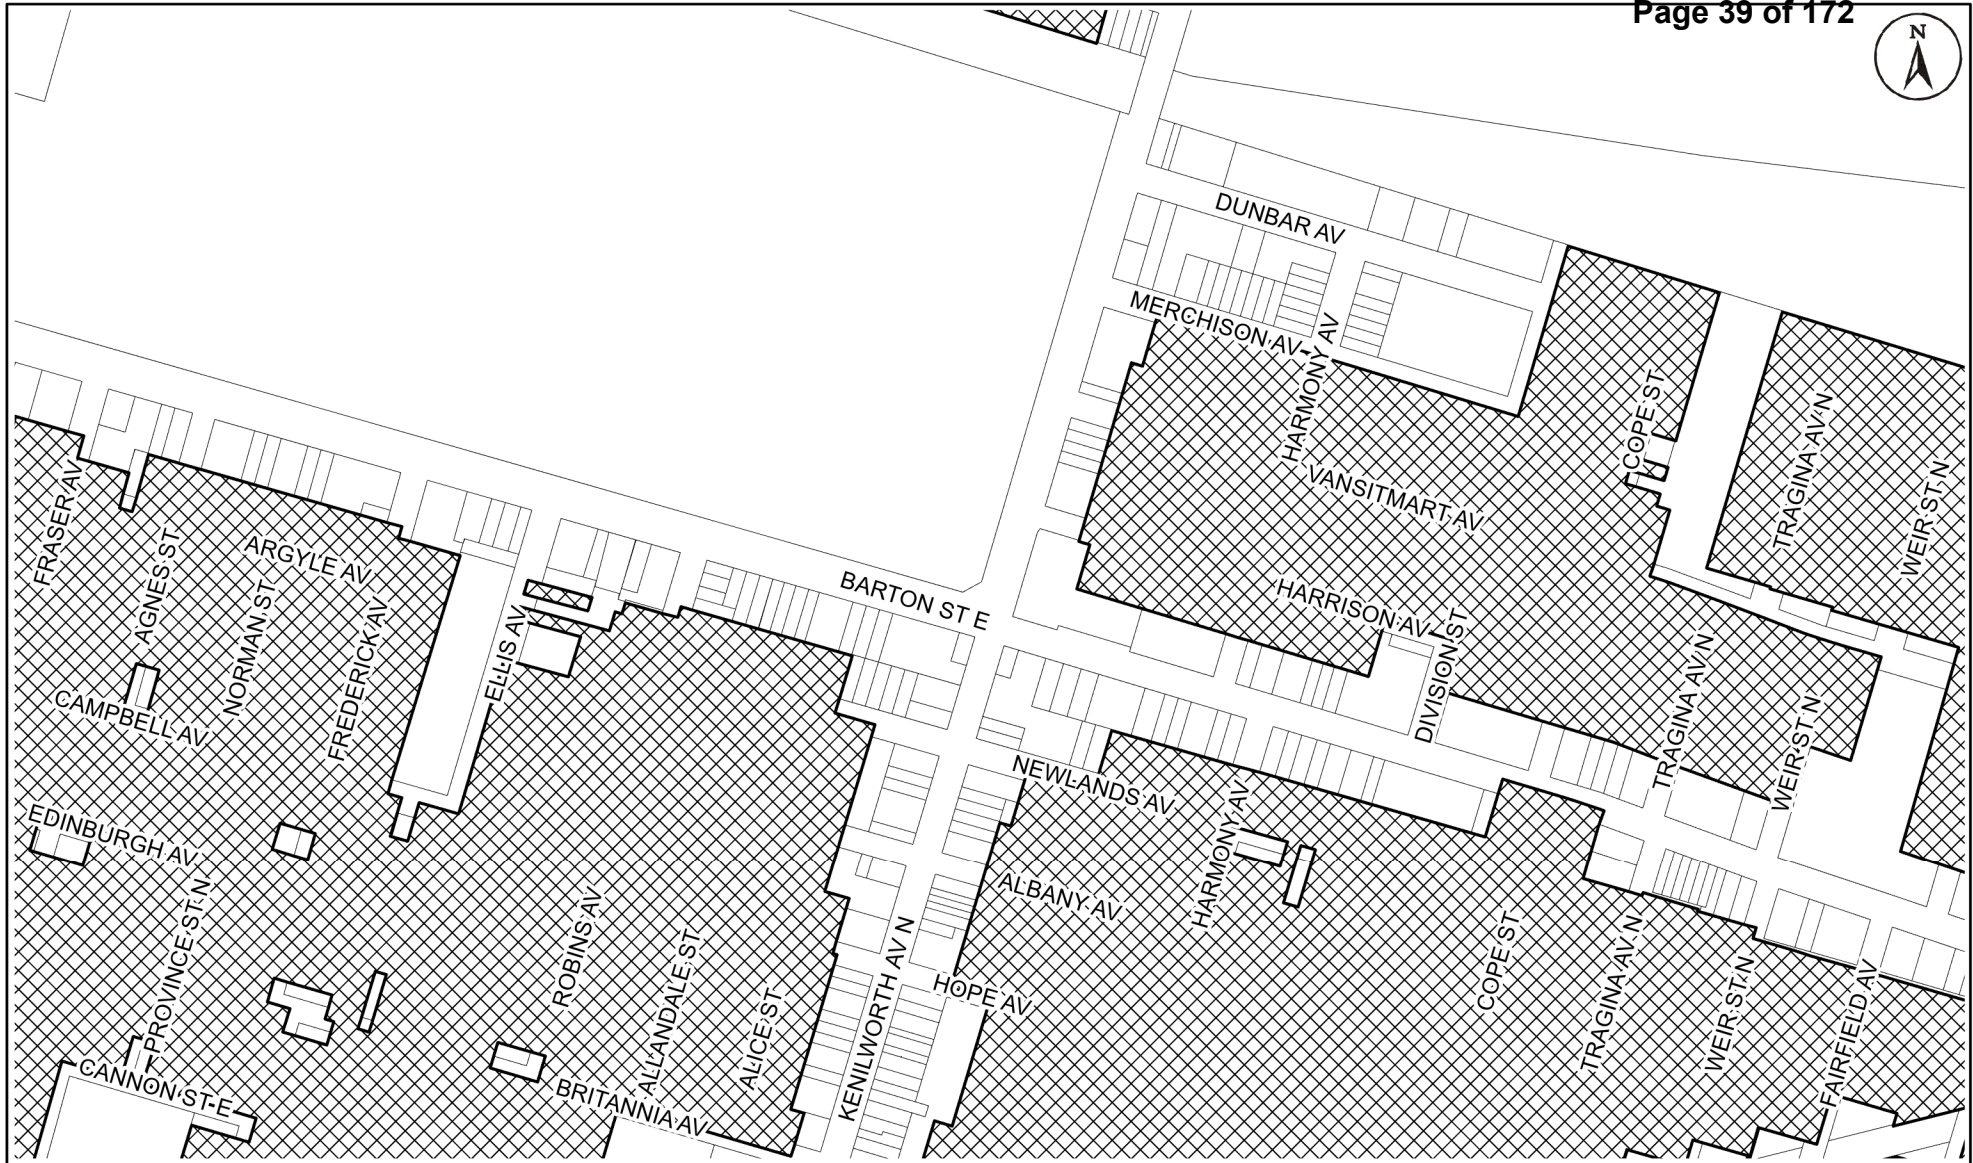 Page 39 of 172
N
DUNBAR AV
MERCHISON AV
HARMONY AV
COPE ST
TRAGINA AV N
WEIR ST N
VANSITMART AV
FRASER AV
AGNES ST
ARGYLE AV
NORMAN ST
FREDERICK AV
ELLIS AV
BARTON ST E
HARRISON AV
DIVISION ST
TRAGINA AV N
WEIR ST N
CAMPBELL AV
EDINBURGH AV
NEWLANDS AV
HARMONY AV
ALBANY AV
PROVINCE ST N
ROBINS AV
ALLANDALE ST
ALICE ST
KENILWORTH AV N
HOPE AV
COPE ST
TRAGINA AV N
WEIR ST N
FAIRFIELD AV
CANNON ST E
BRITANNIA AV